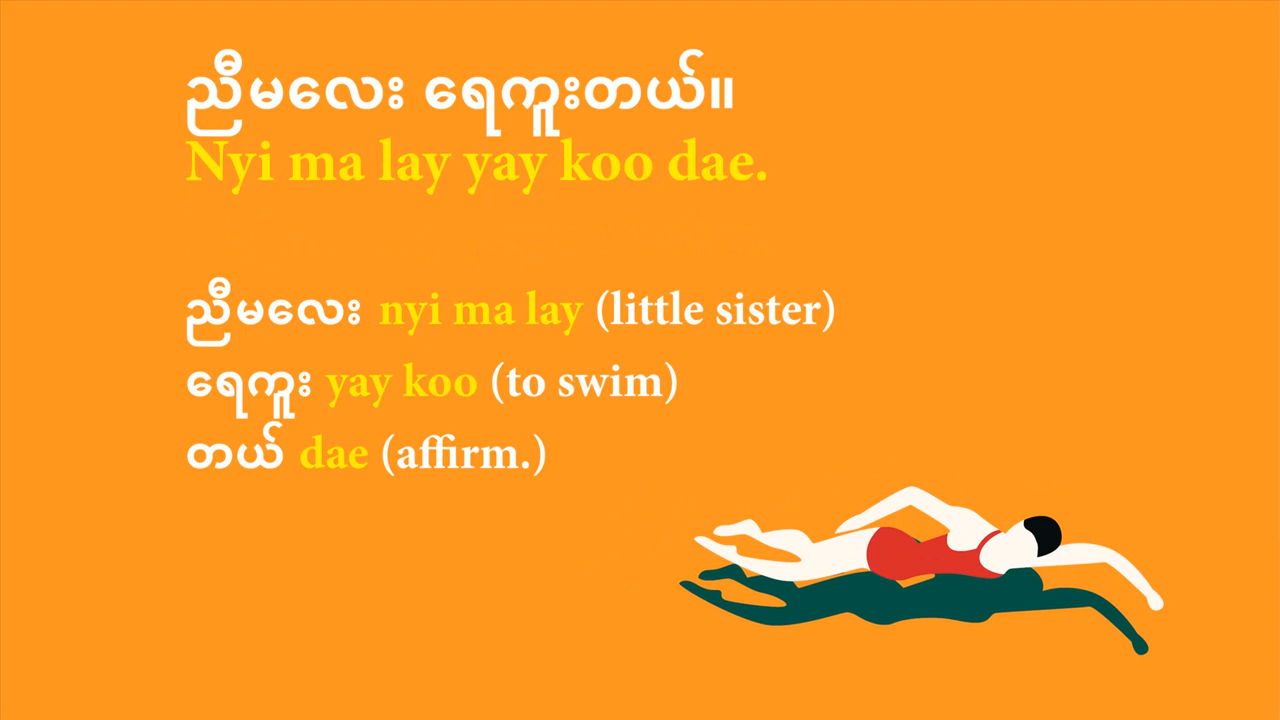 ညီမလေး ရေကူးတယ်။
Nyi ma lay yay koo dae.
ညီမလေး nyi ma lay (little sister)
ရေကူး yay koo (to swim)
တယ် dae (affirm.)